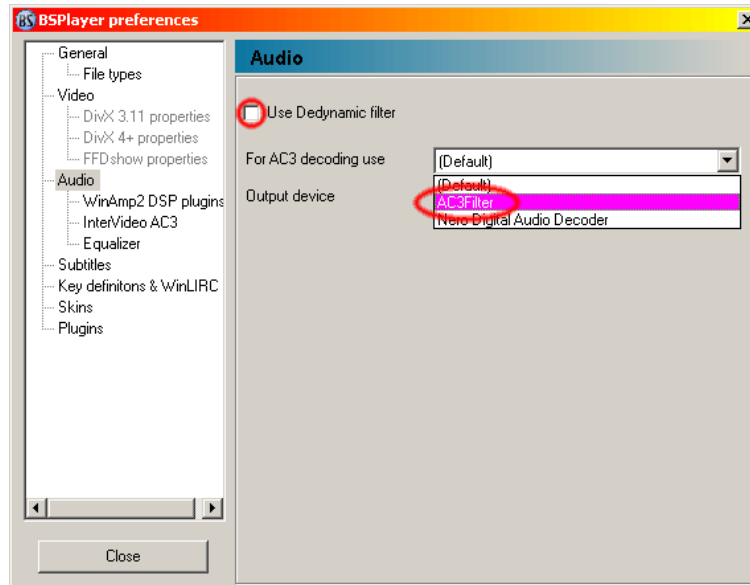 BSPlayer preferences
General
File types
Video
DivX 3.11 properties
DivX 4+ properties
FFDshow properties
Audio
WinAmp2 DSP plugins
InterVideo AC3
Equalizer
Subtitles
Key definitons & WinLIRC
Skins
Plugins
Close
Audio
Use Dedynamic filter
For AC3 decoding use
(Default)
(Default)
AC3Filter
Nero Digital Audio Decoder
Output device